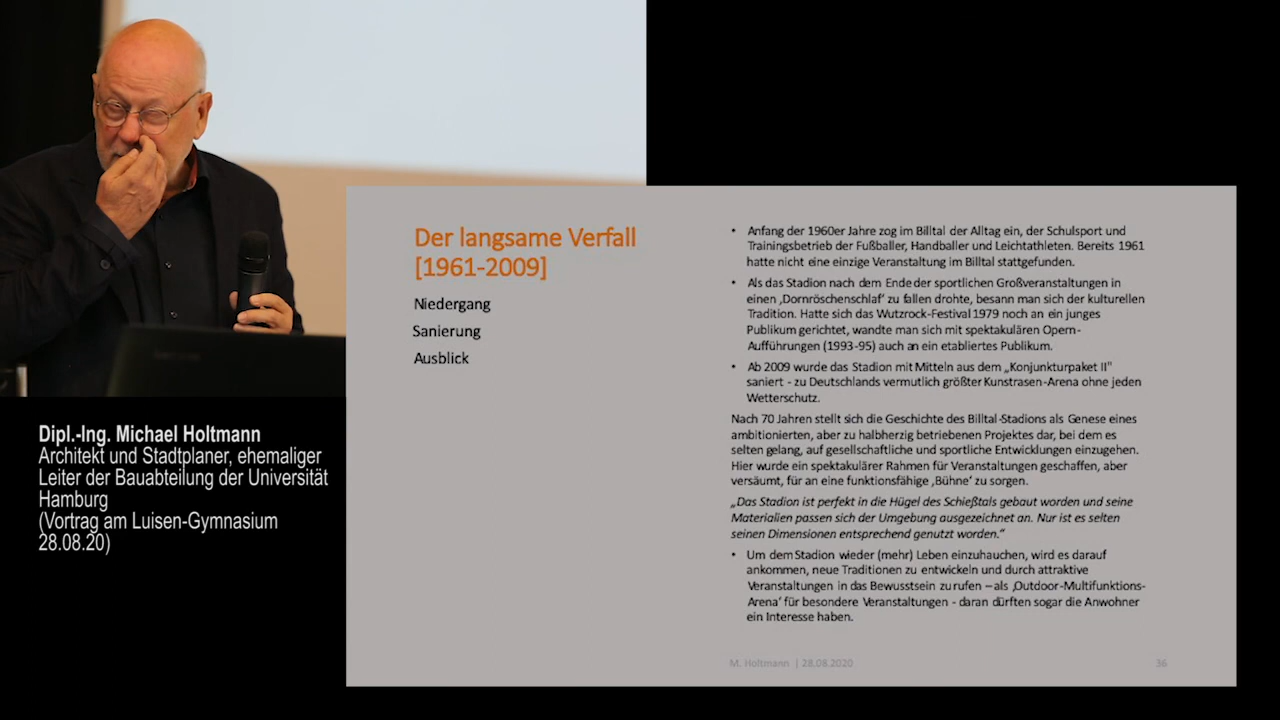 Dipl.-Ing. Michael Holtmann
Architekt und Stadtplaner, ehemaliger
Leiter der Bauabteilung der Universität
Hamburg
(Vortrag am Luisen-Gymnasium
28.08.20)
Der langsame Verfall
[1961-2009]
Niedergang
Sanierung
Ausblick
• Anfang der 1960er Jahre zog im Billtal der Alltag ein, der Schulsport und
Trainingsbetrieb der Fußballer, Handballer und Leichtathleten. Bereits 1961
hatte nicht eine einzige Veranstaltung im Billtal stattgefunden.
• Als das Stadion nach dem Ende der sportlichen Großveranstaltungen in
einen ‚Dornröschenschlaf‘ zu fallen drohte, besann man sich der kulturellen
Tradition. Hatte sich das Wutzrock-Festival 1979 noch an ein junges
Publikum gerichtet, wandte man sich mit spektakulären Opern-
Aufführungen (1993-95) auch an ein etabliertes Publikum.
• Ab 2009 wurde das Stadion mit Mitteln aus dem „Konjunkturpaket II"
saniert - zu Deutschlands vermutlich größter Kunstrasen-Arena ohne jeden
Wetterschutz.
Nach 70 Jahren stellt sich die Geschichte des Billtal-Stadions als Genese eines
ambitionierten, aber zu halbherzig betriebenen Projektes dar, bei dem es
selten gelang, auf gesellschaftliche und sportliche Entwicklungen einzugehen.
Hier wurde ein spektakulärer Rahmen für Veranstaltungen geschaffen, aber
versäumt, für an eine funktionsfähige ‚Bühne‘ zu sorgen.
„Das Stadion ist perfekt in die Hügel des Schießtals gebaut worden und seine
Materialien passen sich der Umgebung ausgezeichnet an. Nur ist es selten
seinen Dimensionen entsprechend genutzt worden.“
• Um dem Stadion wieder (mehr) Leben einzuhauchen, wird es darauf
ankommen, neue Traditionen zu entwickeln und durch attraktive
Veranstaltungen in das Bewusstsein zu rufen – als ‚Outdoor-Multifunktions-
Arena‘ für besondere Veranstaltungen - daran dürften sogar die Anwohner
ein Interesse haben.
M. Holtmann | 28.08.2020
36